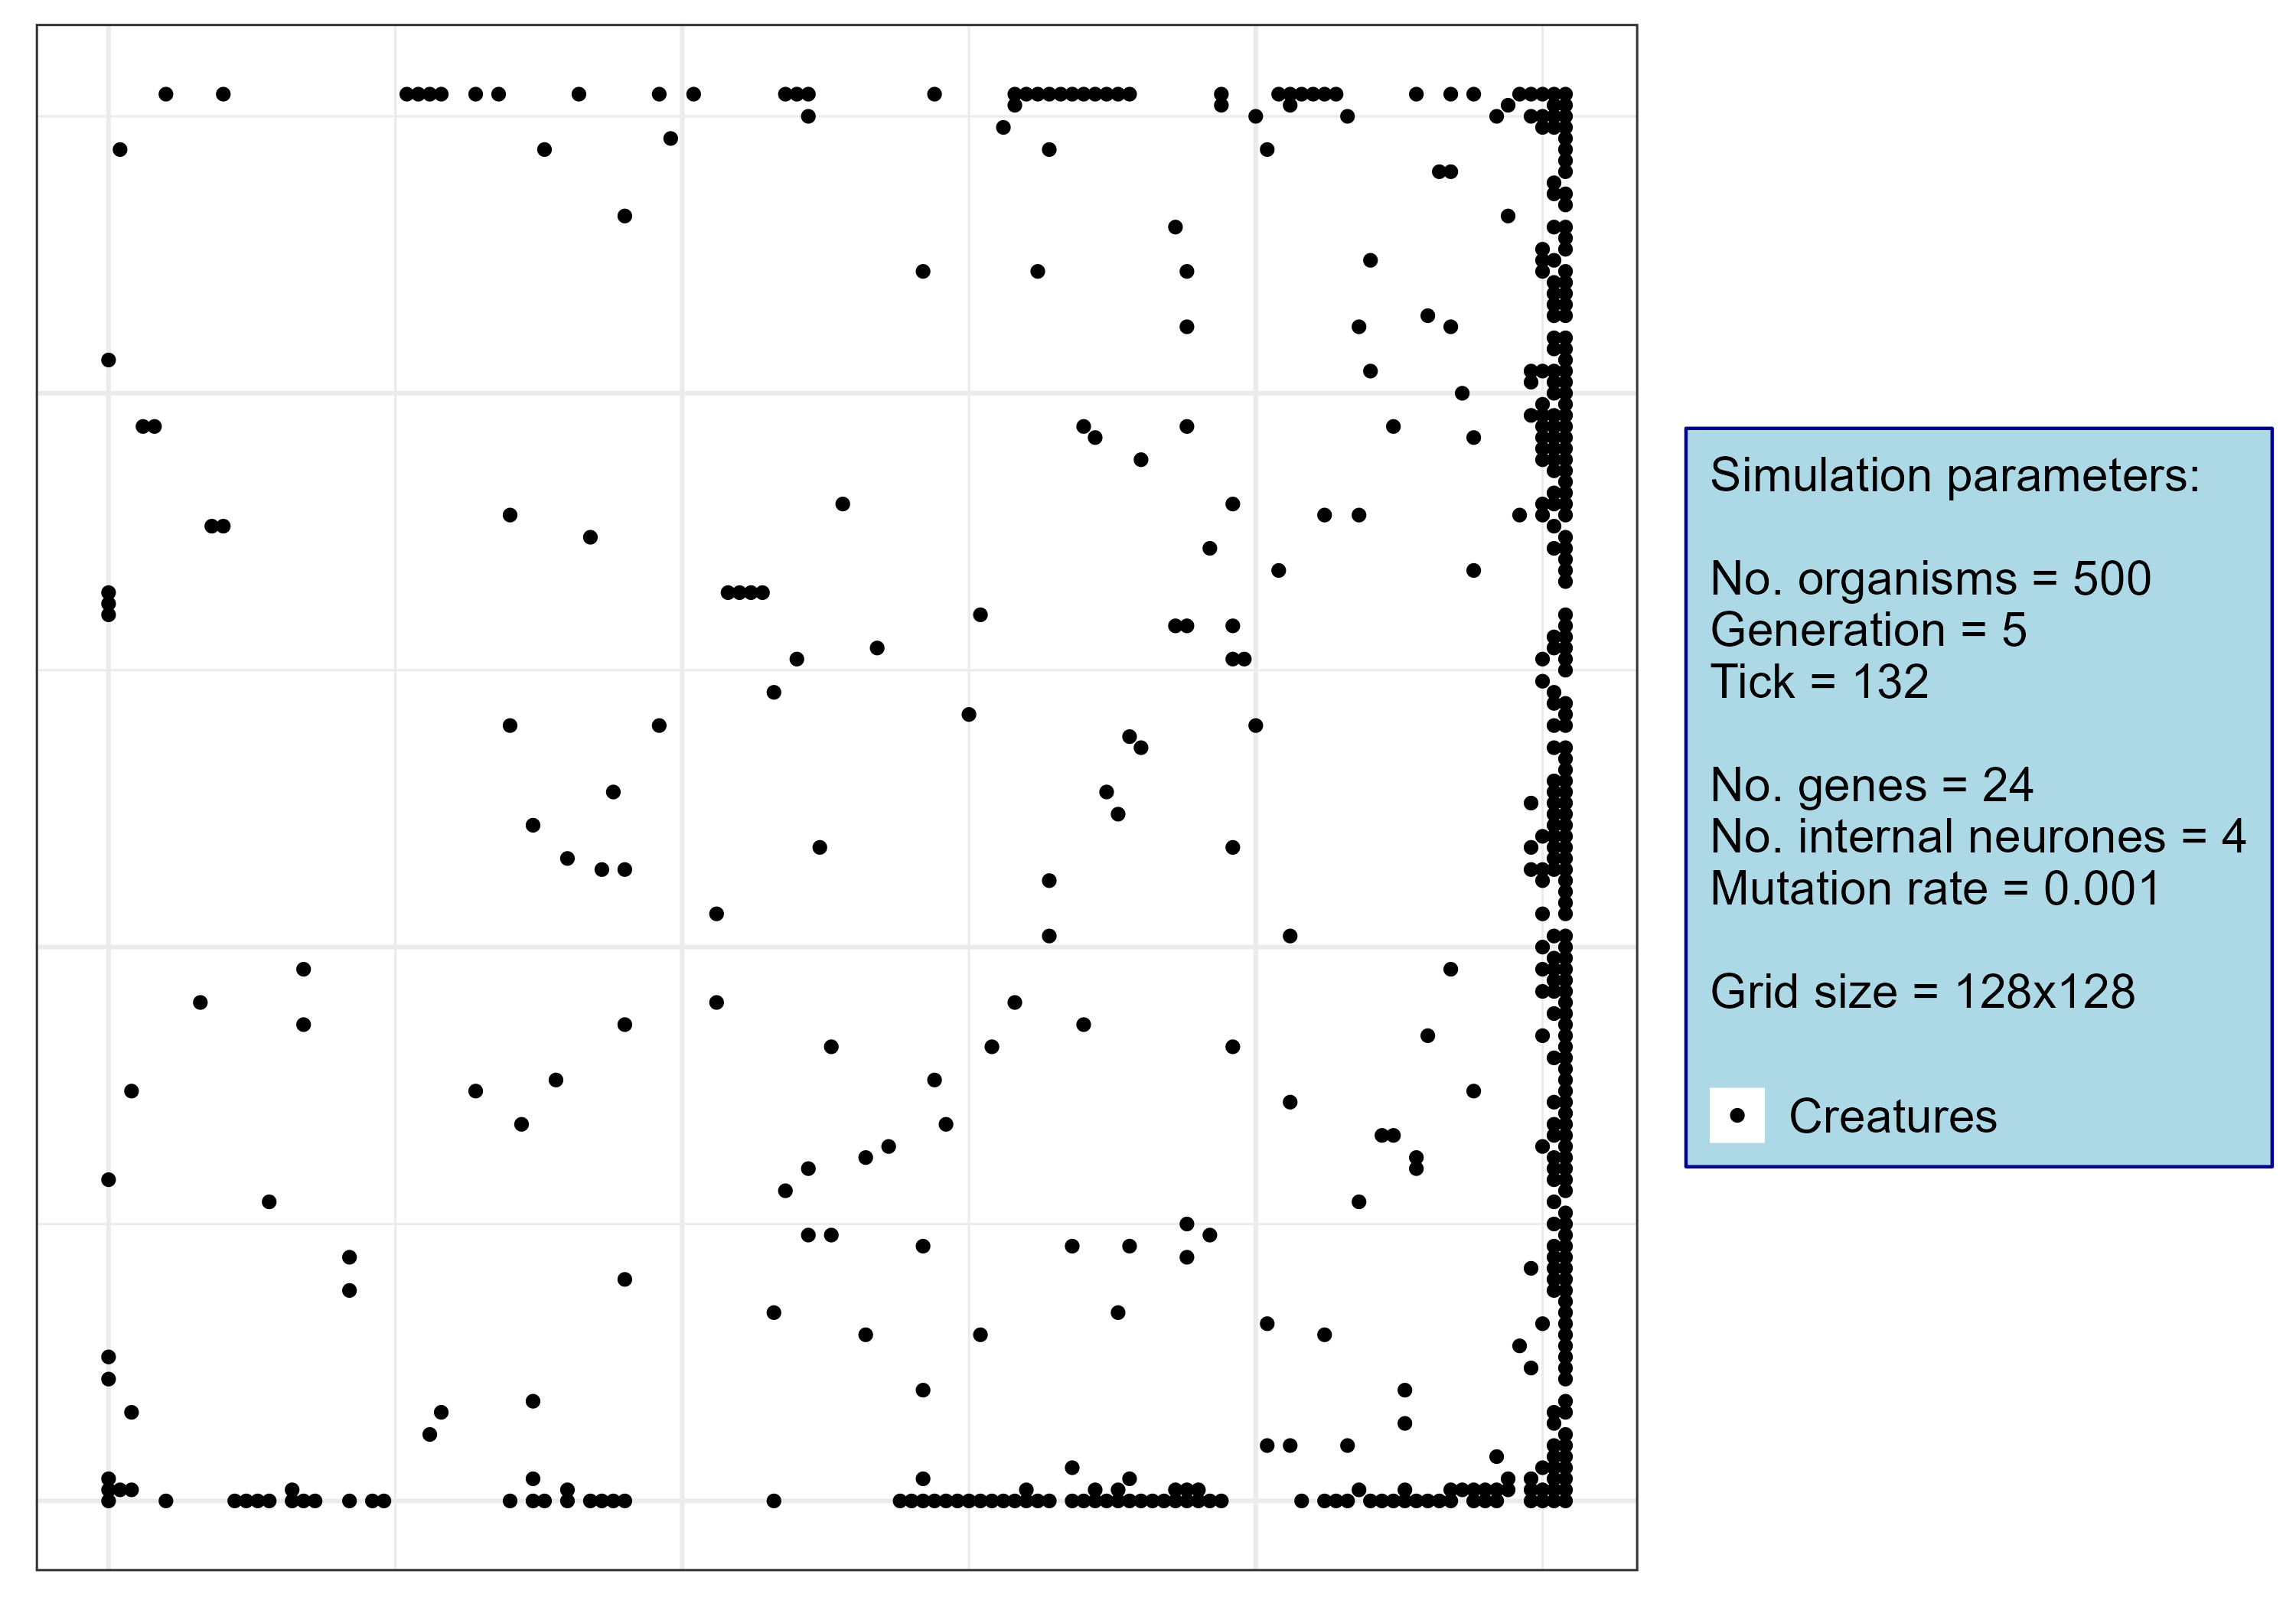 Simulation parameters:
No. organisms = 500
Generation = 5
Tick = 132
No. genes = 24
No. internal neurones = 4
Mutation rate = 0.001
Grid size = 128x128
Creatures